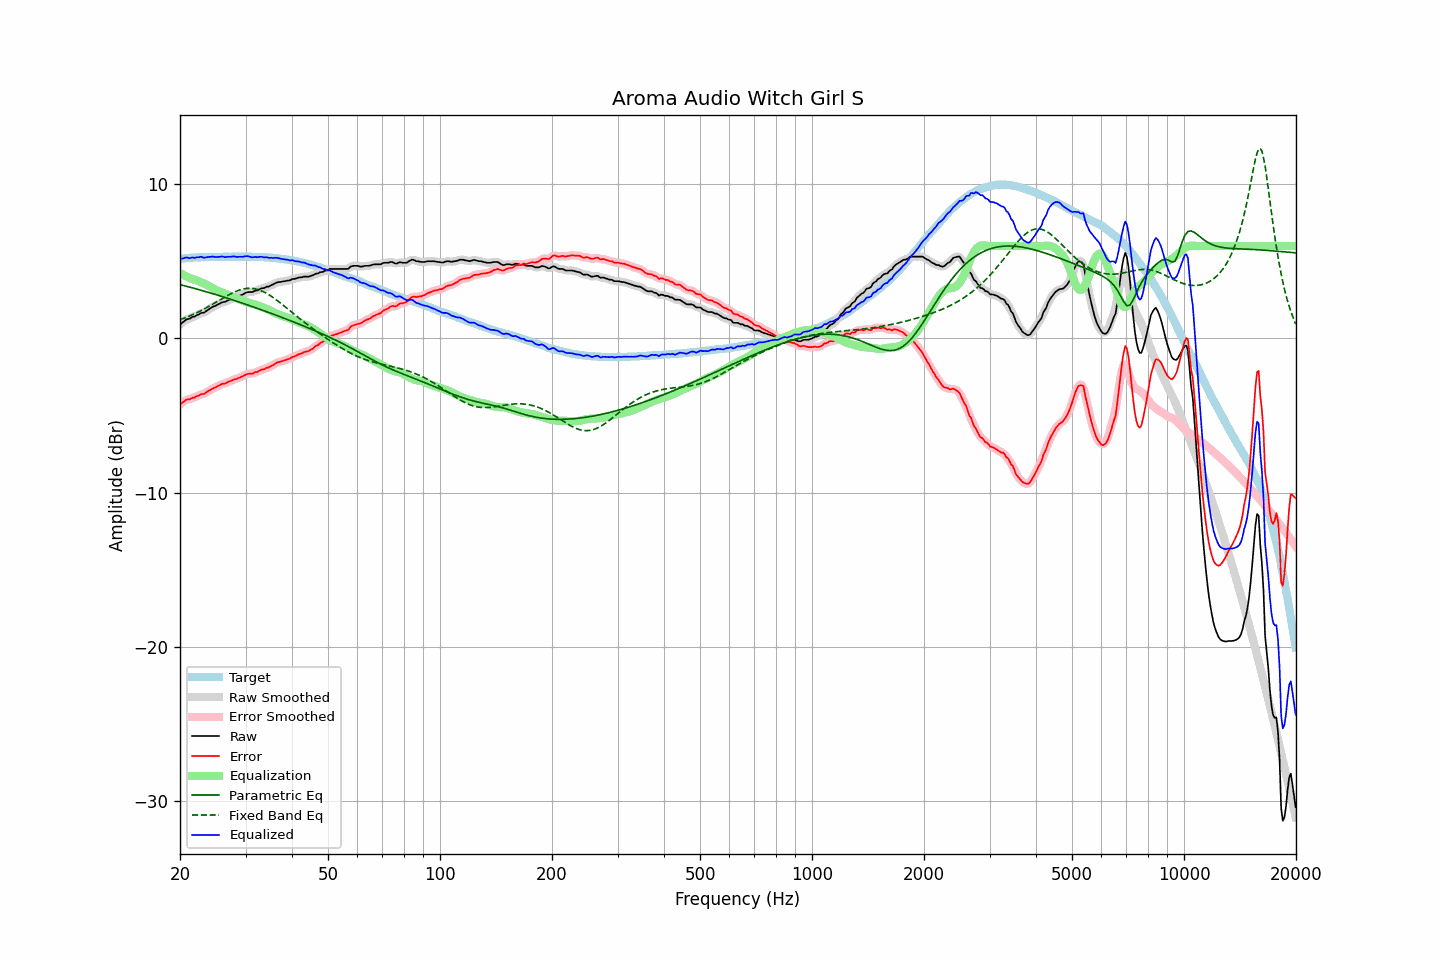 Aroma Audio Witch Girl S
Amplitude (dBr)
10
0
−10
−20
−30
Target
Raw Smoothed
Error Smoothed
Raw
Error
Equalization
Parametric Eq
Fixed Band Eq
Equalized
20 50 100 200 500 1000 2000 5000 10000 20000
Frequency (Hz)